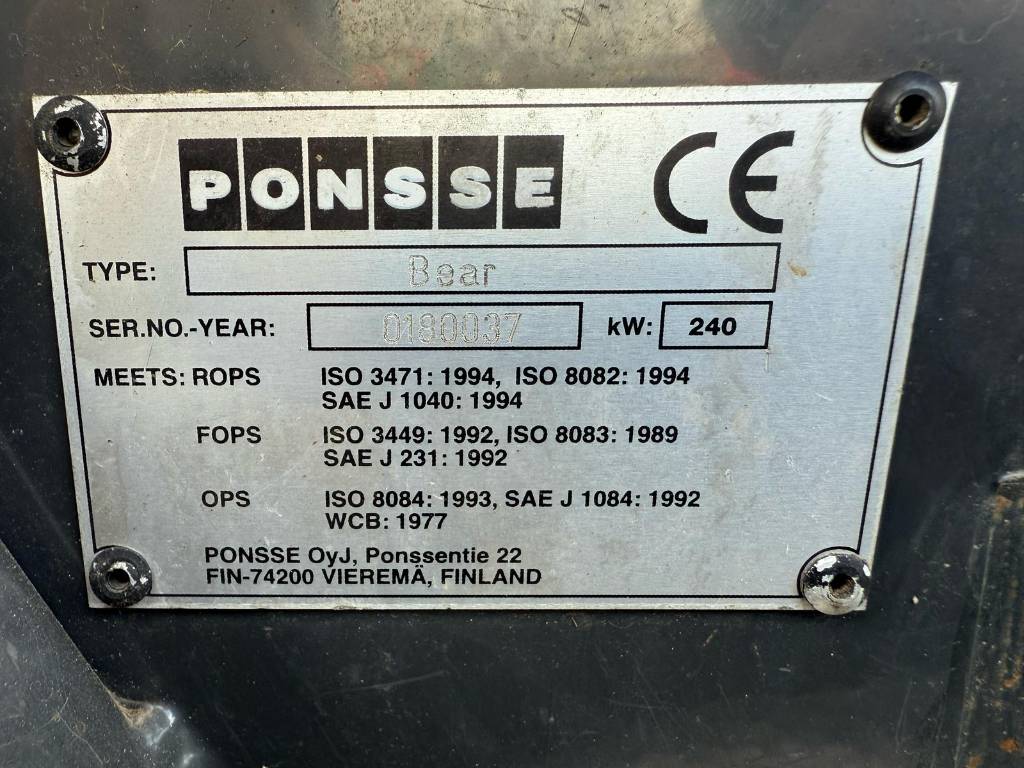 PONSSE CE
TYPE: Bear
SER.NO.-YEAR: 0180037 kW: 240
MEETS: ROPS ISO 3471: 1994, ISO 8082: 1994
SAE J 1040: 1994
FOPS ISO 3449: 1992, ISO 8083: 1989
SAE J 231: 1992
OPS ISO 8084: 1993, SAE J 1084: 1992
WCB: 1977
PONSSE OyJ, Ponssentie 22
FIN-74200 VIEREMÄ, FINLAND